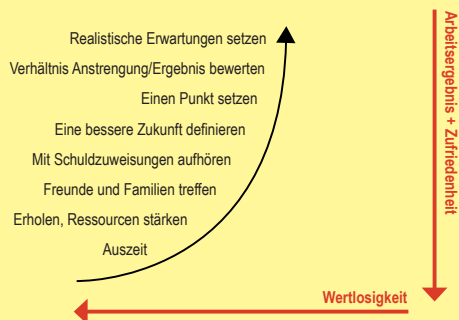 Realistische Erwartungen setzen
Verhältnis Anstrengung/Ergebnis bewerten
Einen Punkt setzen
Eine bessere Zukunft definieren
Mit Schuldzuweisungen aufhören
Freunde und Familien treffen
Erholen, Ressourcen stärken
Auszeit
Arbeitsergebnis + Zufriedenheit
Wertlosigkeit